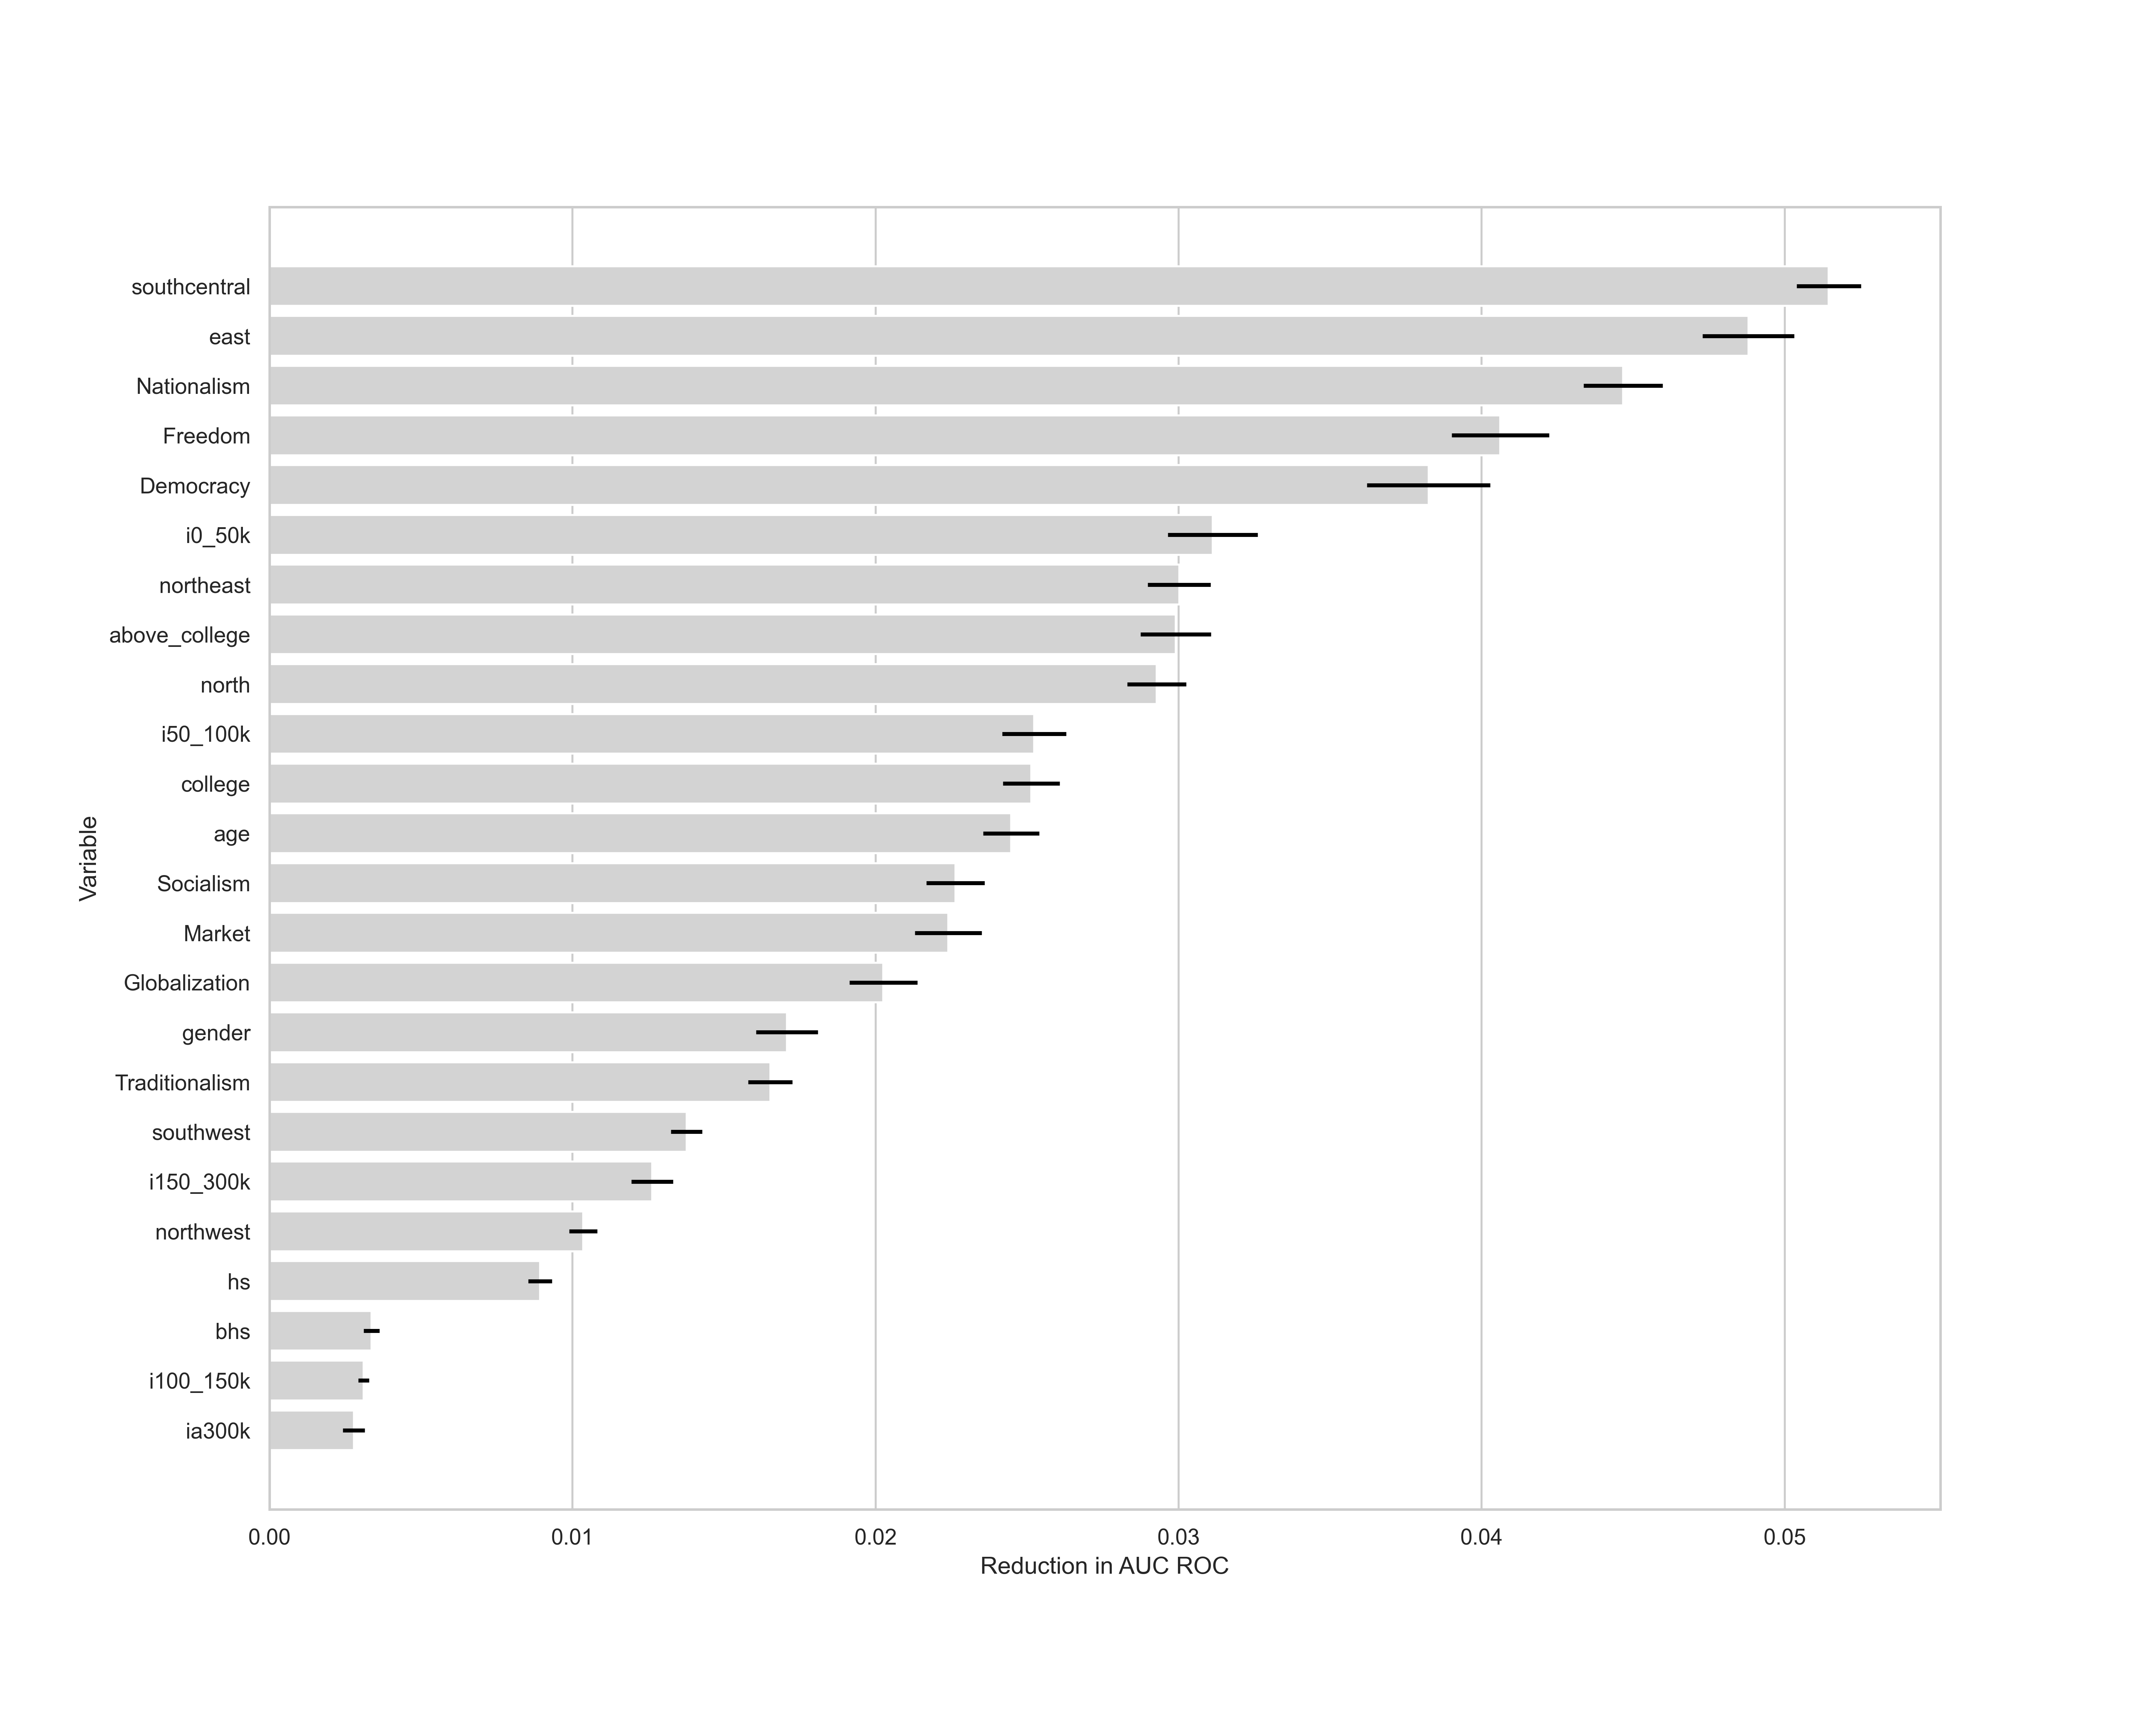 southcentral
east
Nationalism
Freedom
Democracy
i0_50k
northeast
above_college
north
i50_100k
college
age
Socialism
Market
Globalization
gender
Traditionalism
southwest
i150_300k
northwest
hs
bhs
i100_150k
ia300k
Variable
0.00 0.01 0.02 0.03 0.04 0.05
Reduction in AUC ROC